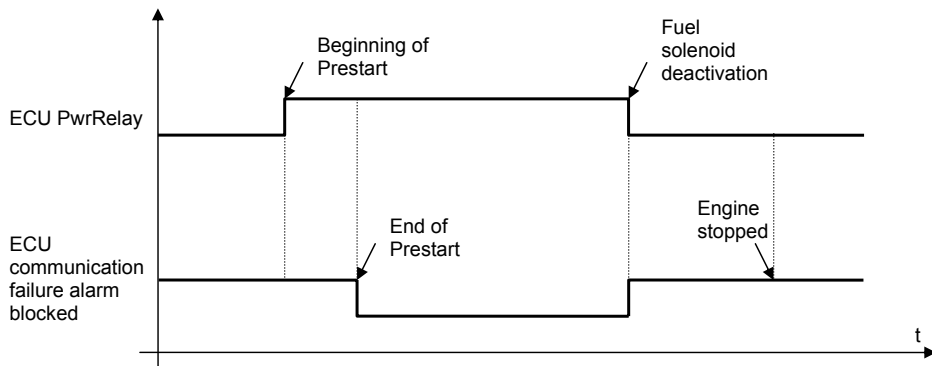 Beginning of
Prestart
Fuel
solenoid
deactivation
ECU PwrRelay
End of
Prestart
Engine
stopped
ECU
communication
failure alarm
blocked
t